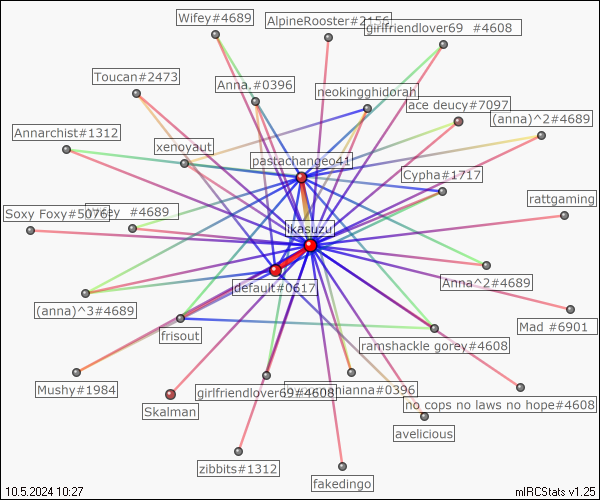 Wifey#4689
AlpineRooster#2156
girlfriendlover69 #4608
Toucan#2473
Anna.#0396
neokingghidorah
ace deucy#7097
(anna)^2#4689
Annarchist#1312
xenoyaut
pastachangeo41
Cypha#1717
rattgaming
Soxy Foxy#5076
#4689
ikasuzu
default#0617
Anna^2#4689
(anna)^3#4689
Mad #6901
frisout
ramshackle gorey#4608
Mushy#1984
girlfriendlover69#4608
#0396
no cops no laws no hope#4608
Skalman
avelicious
zibbits#1312
fakedingo
10.5.2024 10:27
mIRCStats v1.25